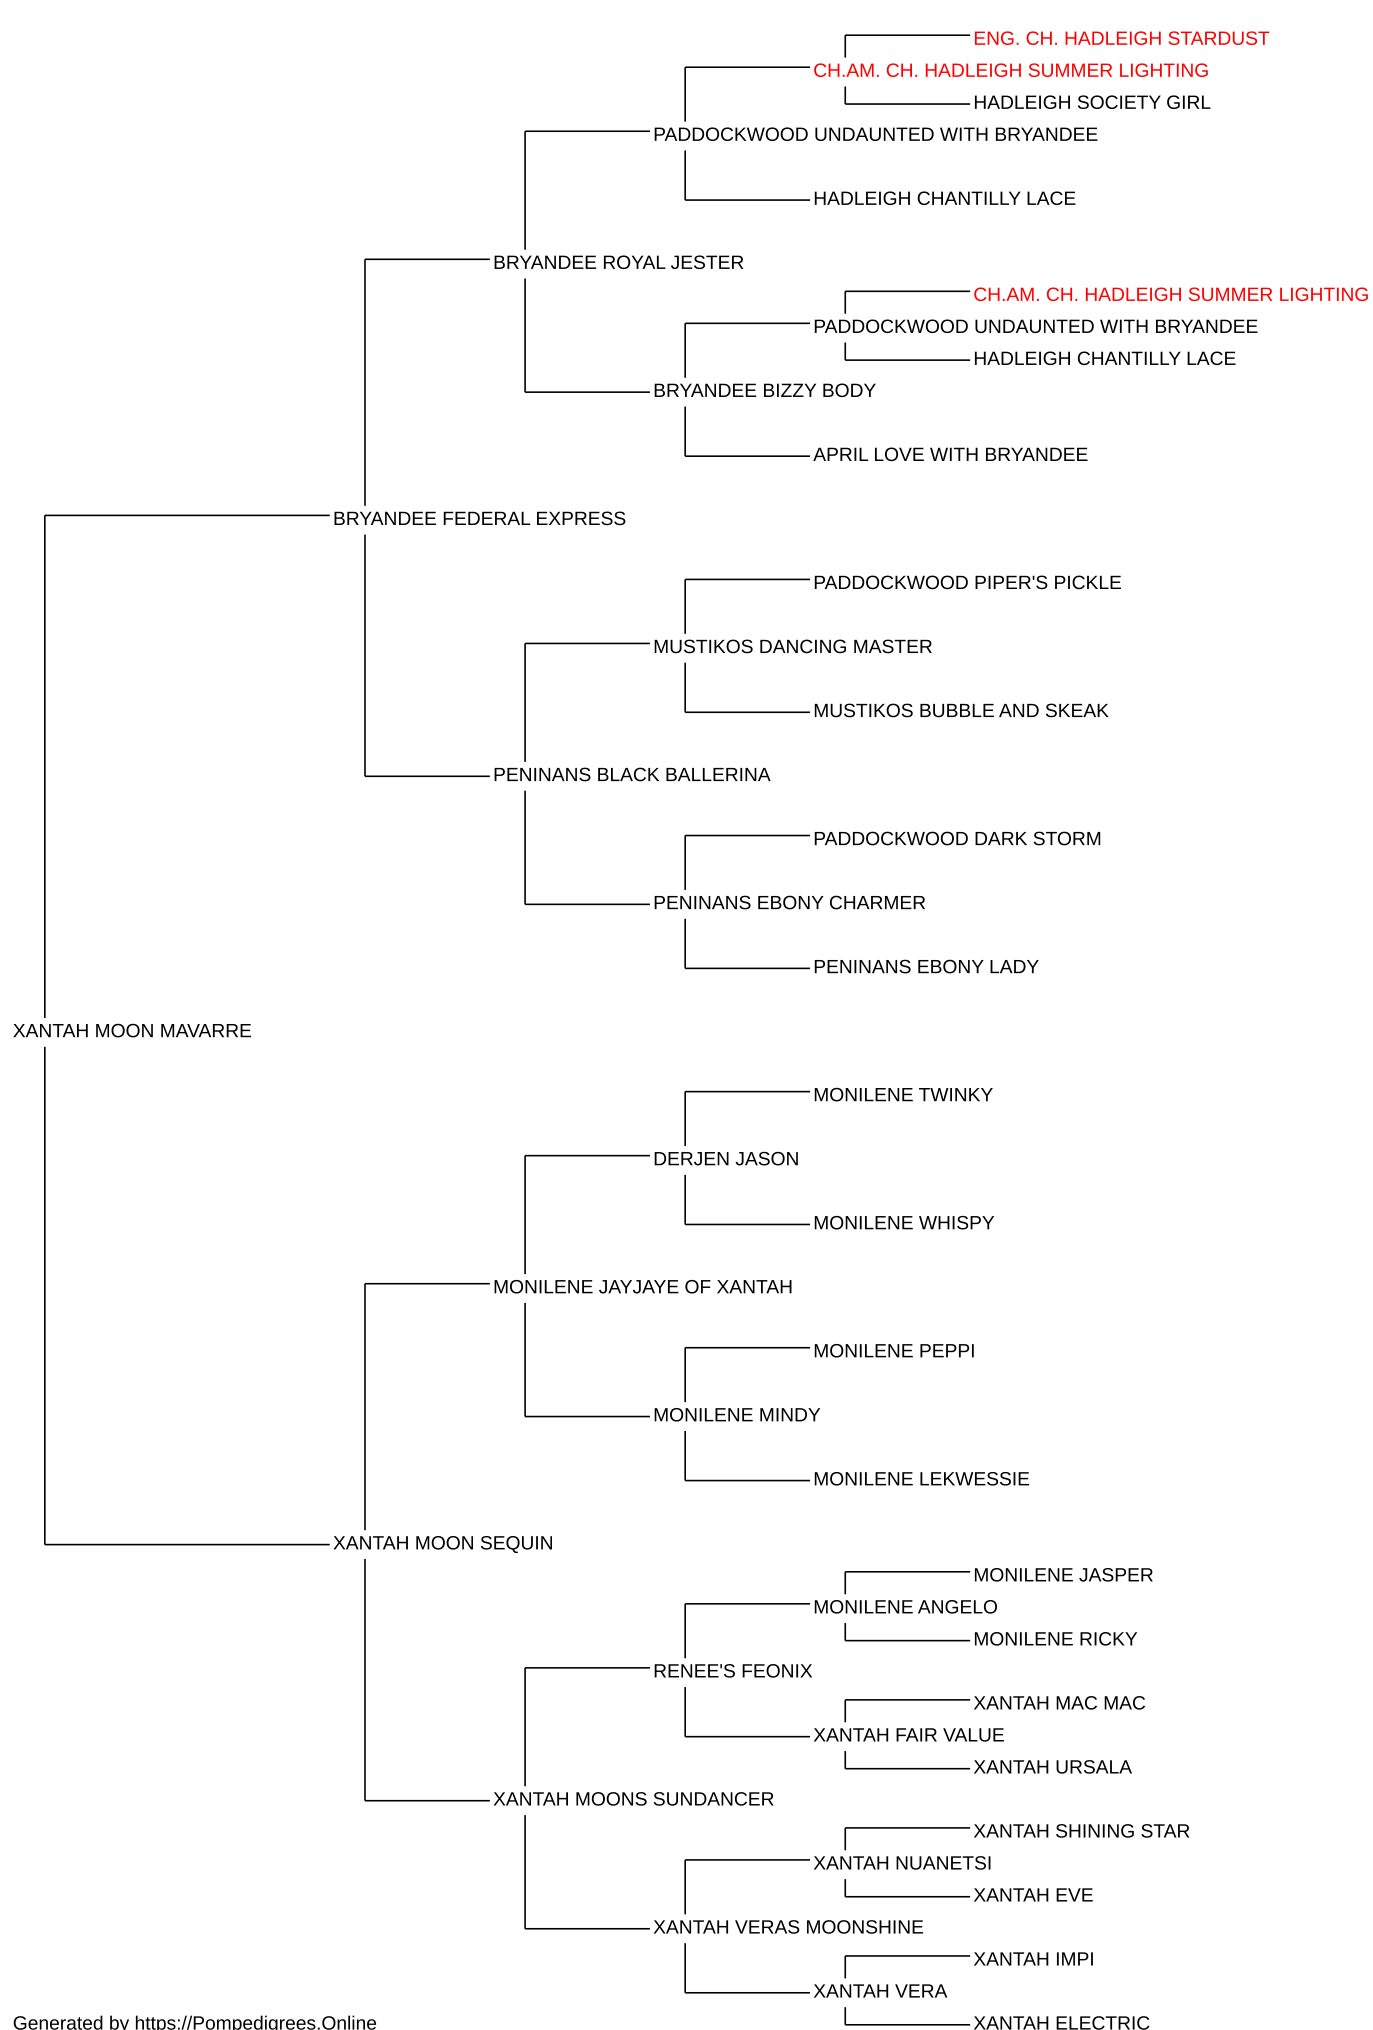 ENG. CH. HADLEIGH STARDUST
CH.AM. CH. HADLEIGH SUMMER LIGHTING
HADLEIGH SOCIETY GIRL
PADDOCKWOOD UNDAUNTED WITH BRYANDEE
HADLEIGH CHANTILLY LACE
BRYANDEE ROYAL JESTER
CH.AM. CH. HADLEIGH SUMMER LIGHTING
PADDOCKWOOD UNDAUNTED WITH BRYANDEE
HADLEIGH CHANTILLY LACE
BRYANDEE BIZZY BODY
APRIL LOVE WITH BRYANDEE
BRYANDEE FEDERAL EXPRESS
PADDOCKWOOD PIPER'S PICKLE
MUSTIKOS DANCING MASTER
MUSTIKOS BUBBLE AND SKEAK
PENINANS BLACK BALLERINA
PADDOCKWOOD DARK STORM
PENINANS EBONY CHARMER
PENINANS EBONY LADY
XANTAH MOON MAVARRE
MONILENE TWINKY
DERJEN JASON
MONILENE WHISPY
MONILENE JAYJAYE OF XANTAH
MONILENE PEPPI
MONILENE MINDY
MONILENE LEKWESSIE
XANTAH MOON SEQUIN
MONILENE JASPER
MONILENE ANGELO
MONILENE RICKY
RENEE'S FEONIX
XANTAH MAC MAC
XANTAH FAIR VALUE
XANTAH URSALA
XANTAH MOONS SUNDANCER
XANTAH SHINING STAR
XANTAH NUANETSI
XANTAH EVE
XANTAH VERAS MOONSHINE
XANTAH IMPI
XANTAH VERA
XANTAH ELECTRIC
Generated by https://Pompedigrees.Online